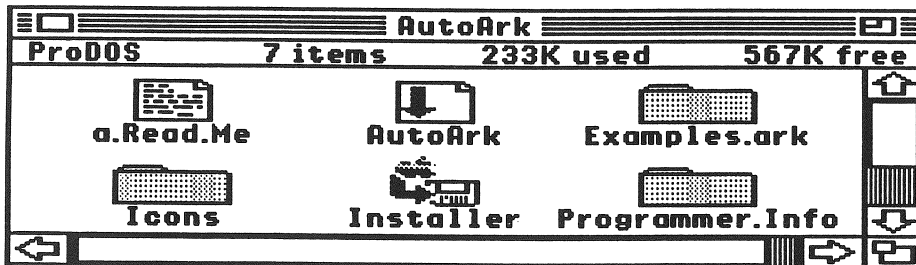 AutoArk
ProDOS 7 items 233K used 567K free
a.Read.Me AutoArk Examples.ark
Icons Installer Programmer.Info